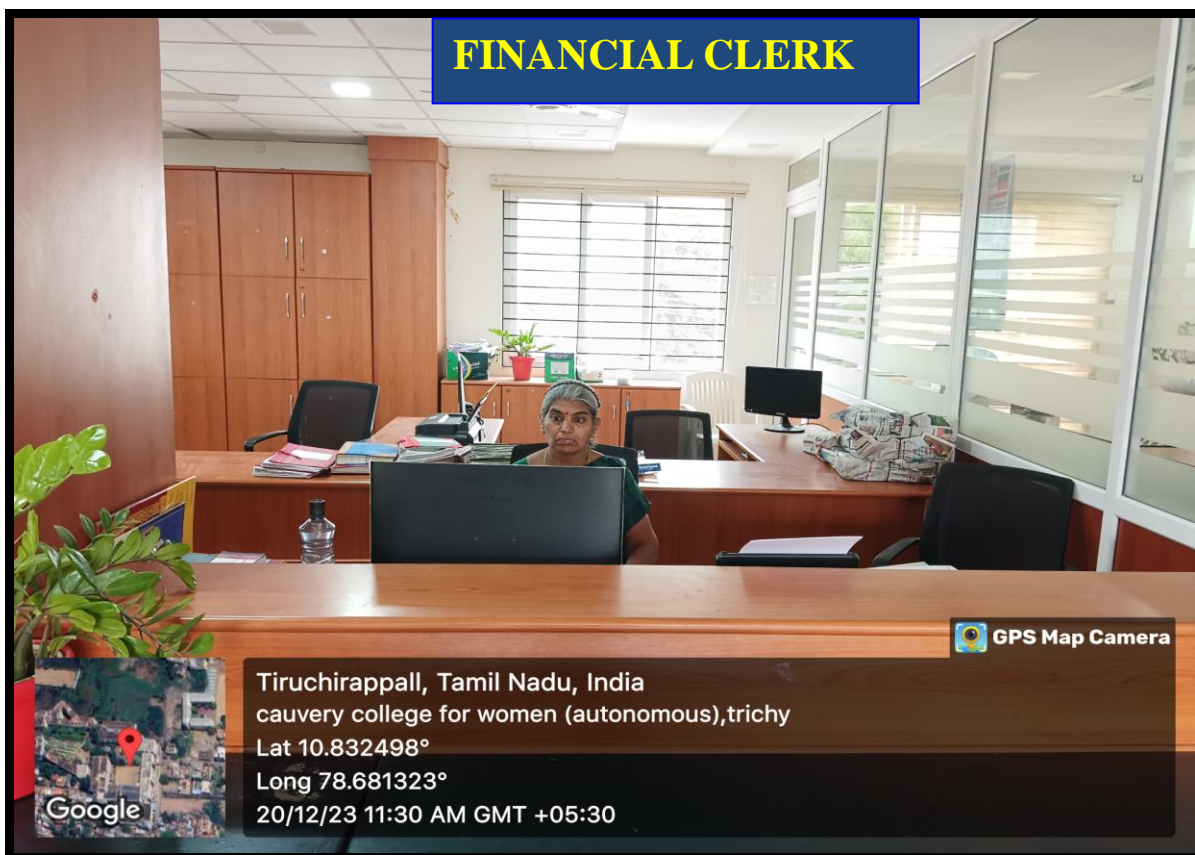 FINANCIAL CLERK
GPS Map Camera
Tiruchirappall, Tamil Nadu, India
cauvery college for women (autonomous),trichy
Lat 10.832498°
Long 78.681323°
20/12/23 11:30 AM GMT +05:30
Google